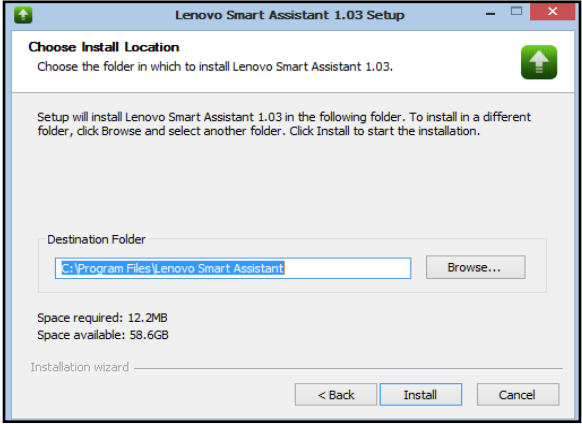 Lenovo Smart Assistant 1.03 Setup
Choose Install Location
Choose the folder in which to install Lenovo Smart Assistant 1.03.
Setup will install Lenovo Smart Assistant 1.03 in the following folder. To install in a different
folder, click Browse and select another folder. Click Install to start the installation.
Destination Folder
C:\Program Files\Lenovo Smart Assistant
Browse...
Space required: 12.2MB
Space available: 58.6GB
Installation wizard
< Back
Install
Cancel